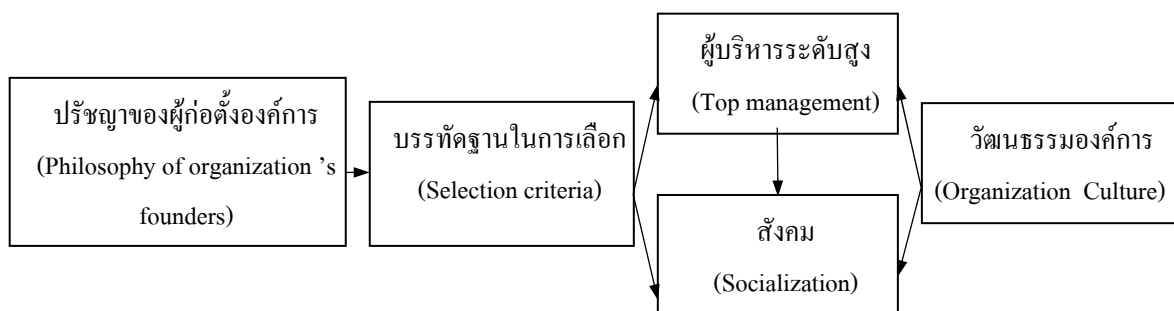 ปรัชญาของผู้ก่อตั้งองค์การ
(Philosophy of organization ’s
founders)
บรรทัดฐานในการเลือก
(Selection criteria)
ผู้บริหารระดับสูง
(Top management)
สังคม
(Socialization)
วัฒนธรรมองค์การ
(Organization Culture)